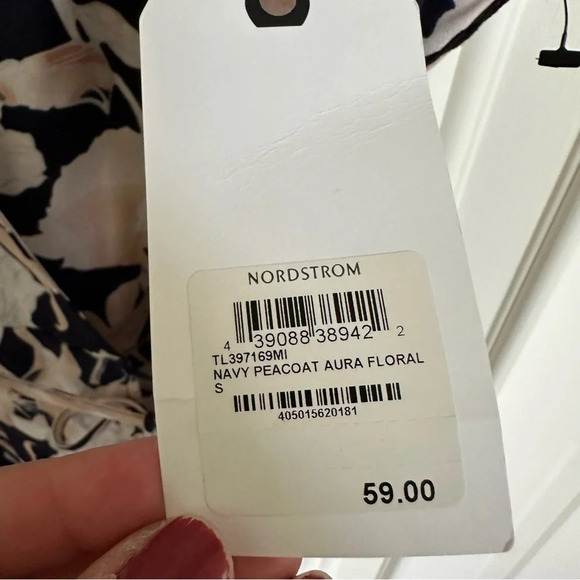 NORDSTROM
4 39088 38942 2
TL397169MI
NAVY PEACOAT AURA FLORAL
S
405015620181
59.00